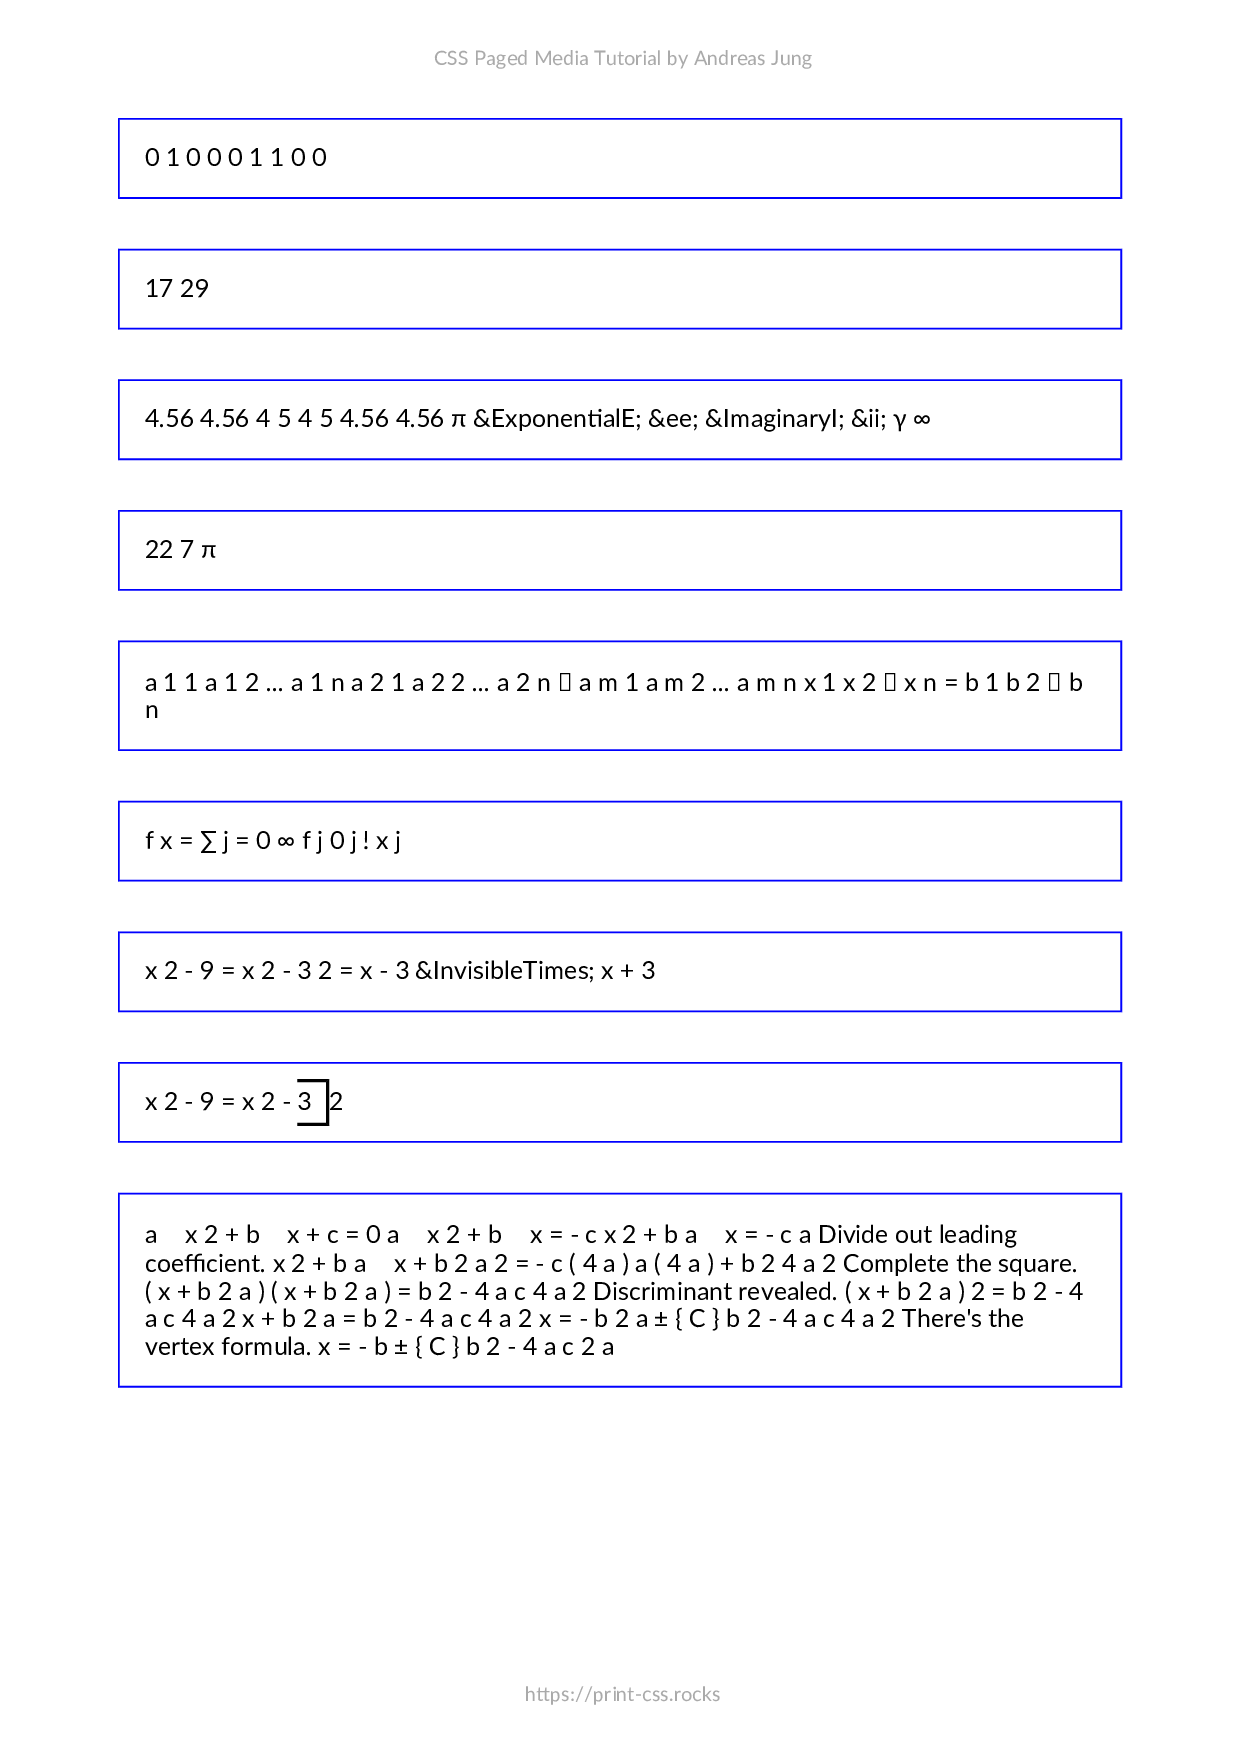 CSS Paged Media Tutorial by Andreas Jung
0 1 0 0 0 1 1 0 0
17 29
4.56 4.56 4 5 4 5 4.56 4.56 π &ExponentialE; &ee; &ImaginaryI; &ii; γ ∞
22 7 π
a 1 1 a 1 2 … a 1 n a 2 1 a 2 2 … a 2 n ▯ a m 1 a m 2 … a m n x 1 x 2 ▯ x n = b 1 b 2 ▯ b
n
f x = ∑ j = 0 ∞ f j 0 j ! x j
x 2 - 9 = x 2 - 3 2 = x - 3 &InvisibleTimes; x + 3
x 2 - 9 = x 2 - 3 2
a x 2 + b x + c = 0 a x 2 + b x = - c x 2 + b a x = - c a Divide out leading
coefficient. x 2 + b a x + b 2 a 2 = - c ( 4 a ) a ( 4 a ) + b 2 4 a 2 Complete the square.
( x + b 2 a ) ( x + b 2 a ) = b 2 - 4 a c 4 a 2 Discriminant revealed. ( x + b 2 a ) 2 = b 2 - 4
a c 4 a 2 x + b 2 a = b 2 - 4 a c 4 a 2 x = - b 2 a ± { C } b 2 - 4 a c 4 a 2 There's the
vertex formula. x = - b ± { C } b 2 - 4 a c 2 a
https://print-css.rocks